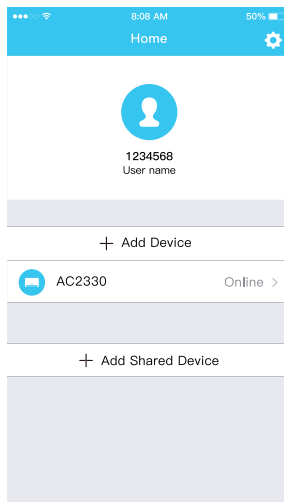 8:08 AM 50%
Home
1234568
User name
+ Add Device
AC2330 Online >
+ Add Shared Device